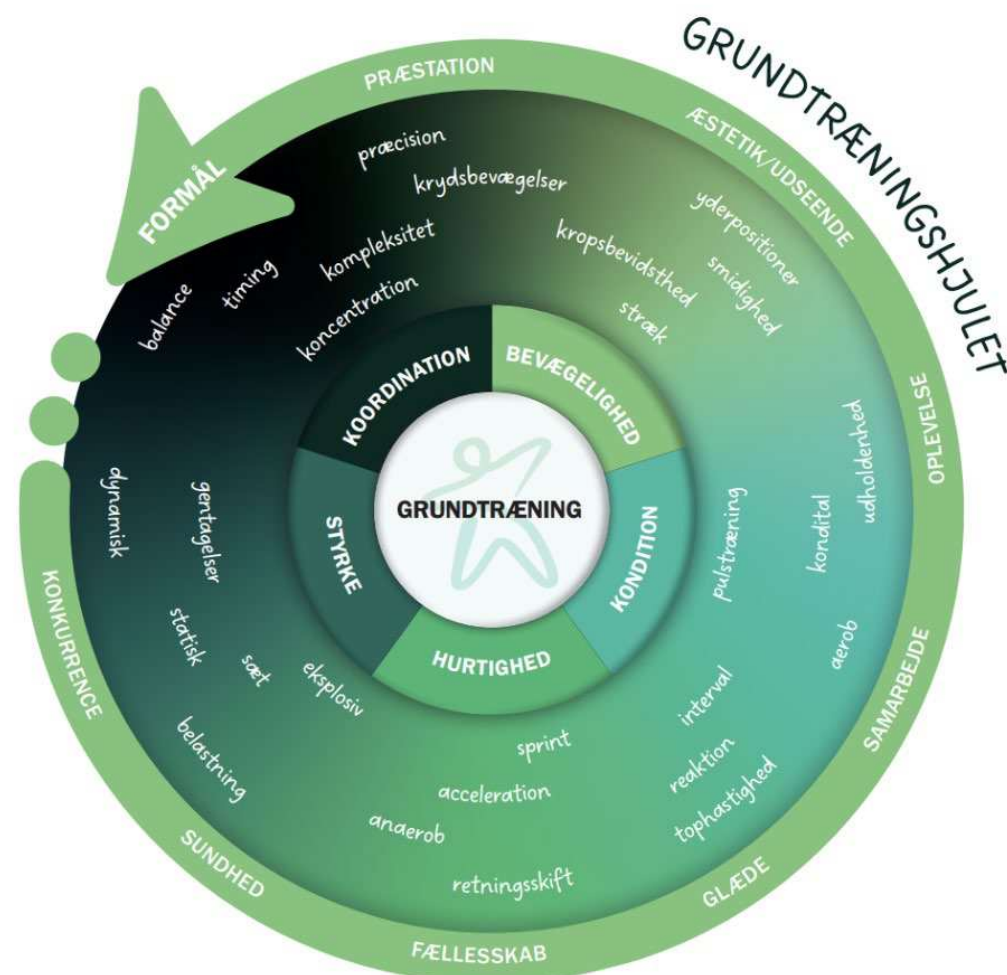 GRUNDTRÆNINGSHJULET
FORMÅL
PRÆSTATION
ÆSTETIK/UDSEENDE
OPLEVELSE
SAMARBEJDE
GLÆDE
FÆLLESSKAB
SUNDHED
KONKURRENCE
præcision
krydsbevægelser
kompleksitet
koncentration
timing
balance
yderpositioner
smidighed
kropsbevidsthed
stræk
udholdenhed
kondital
pulstræning
aerob
interval
reaktion
tophastighed
sprint
acceleration
anaerob
retningsskift
eksplosiv
sæt
statisk
belastning
gentagelser
dynamisk
KOORDINATION
BEVÆGELIGHED
KONDITION
HURTIGHED
STYRKE
GRUNDTRÆNING